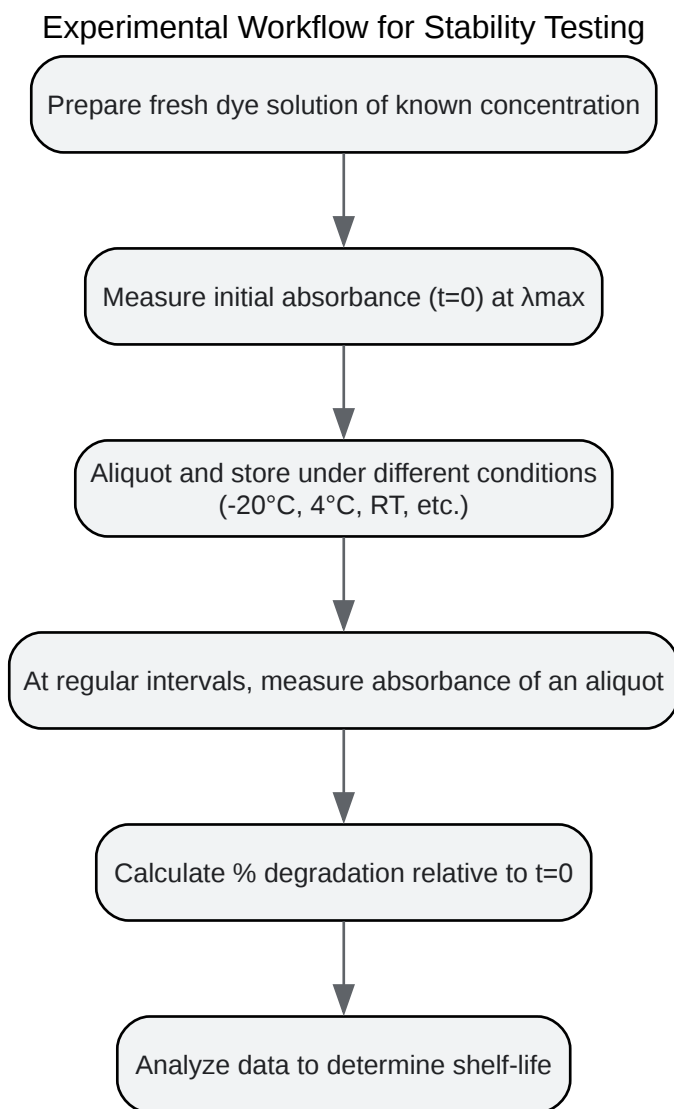 Experimental Workflow for Stability Testing
Prepare fresh dye solution of known concentration
Measure initial absorbance (t=0) at λmax
Aliquot and store under different conditions
(-20°C, 4°C, RT, etc.)
At regular intervals, measure absorbance of an aliquot
Calculate % degradation relative to t=0
Analyze data to determine shelf-life